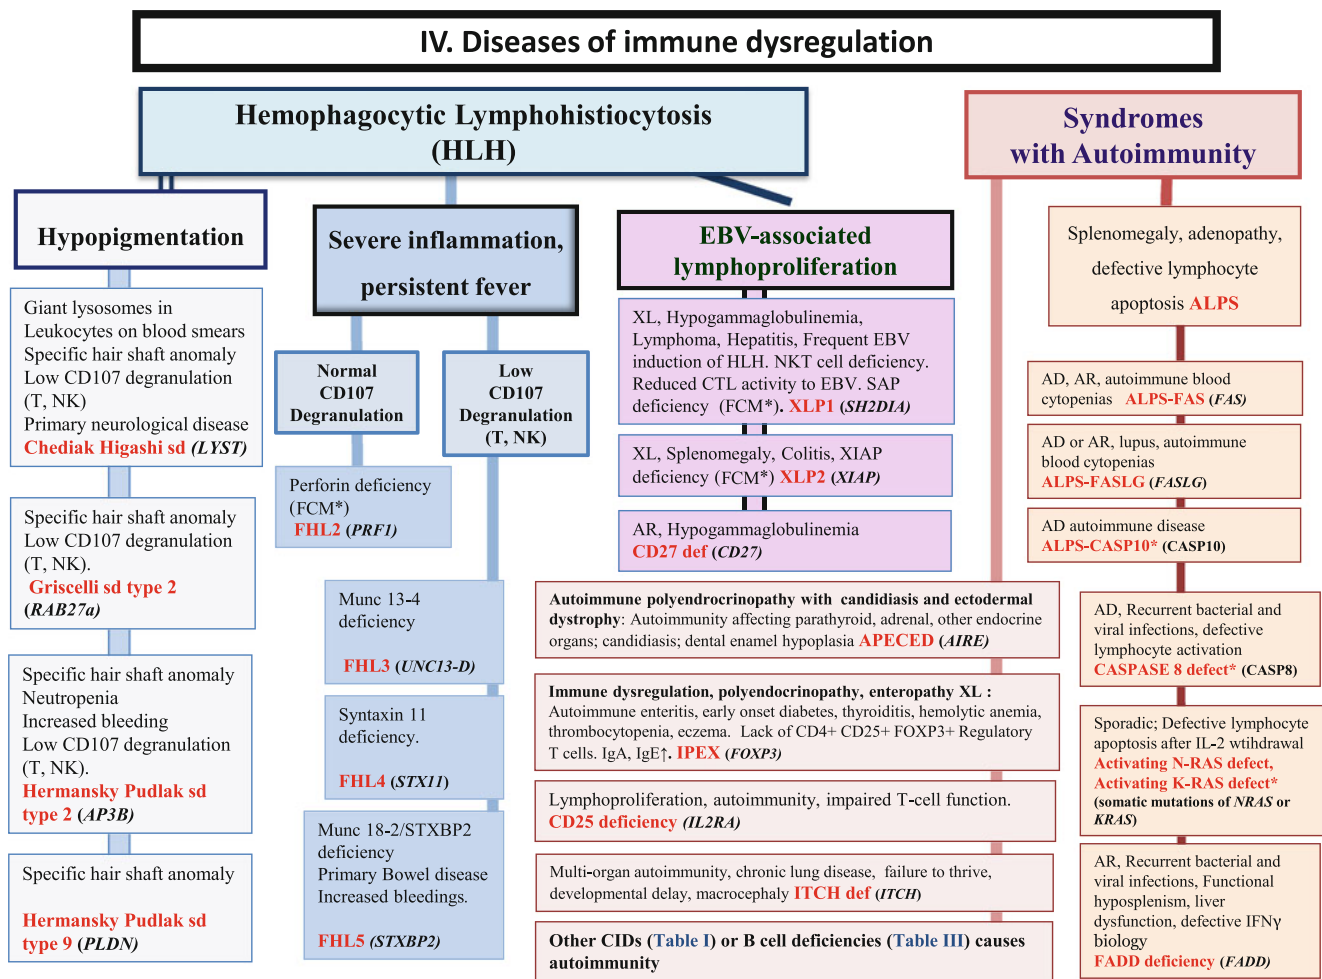 IV. Diseases of immune dysregulation
Hemophagocytic Lymphohistiocytosis
(HLH)
Hypopigmentation
Giant lysosomes in
Leukocytes on blood smears
Specific hair shaft anomaly
Low CD107 degranulation
(T, NK)
Primary neurological disease
Chediak Higashi sd (LYST)
Specific hair shaft anomaly
Low CD107 degranulation
(T, NK).
Griscelli sd type 2
(RAB27a)
Specific hair shaft anomaly
Neutropenia
Increased bleeding
Low CD107 degranulation
(T, NK).
Hermansky Pudlak sd
type 2 (AP3B)
Specific hair shaft anomaly
Hermansky Pudlak sd
type 9 (PLDN)
Severe inflammation,
persistent fever
Normal
CD107
Degranulation
Perforin deficiency
(FCM*)
FHL2 (PRF1)
Low
CD107
Degranulation
(T, NK)
Munc 13-4
deficiency
FHL3 (UNC13-D)
Syntaxin 11
deficiency.
FHL4 (STX11)
Munc 18-2/STXBP2
deficiency
Primary Bowel disease
Increased bleedings.
FHL5 (STXBP2)
EBV-associated
lymphoproliferation
XL, Hypogammaglobulinemia,
Lymphoma, Hepatitis, Frequent EBV
induction of HLH. NKT cell deficiency.
Reduced CTL activity to EBV. SAP
deficiency (FCM*). XLP1 (SH2DIA)
XL, Splenomegaly, Colitis, XIAP
deficiency (FCM*) XLP2 (XIAP)
AR, Hypogammaglobulinemia
CD27 def (CD27)
Syndromes
with Autoimmunity
Autoimmune polyendrocrinopathy with candidiasis and ectodermal
dystrophy: Autoimmunity affecting parathyroid, adrenal, other endocrine
organs; candidiasis; dental enamel hypoplasia APECED (AIRE)
Immune dysregulation, polyendocrinopathy, enteropathy XL :
Autoimmune enteritis, early onset diabetes, thyroiditis, hemolytic anemia,
thrombocytopenia, eczema. Lack of CD4+ CD25+ FOXP3+ Regulatory
T cells. IgA, IgE↑. IPEX (FOXP3)
Lymphoproliferation, autoimmunity, impaired T-cell function.
CD25 deficiency (IL2RA)
Multi-organ autoimmunity, chronic lung disease, failure to thrive,
developmental delay, macrocephaly ITCH def (ITCH)
Other CIDs (Table I) or B cell deficiencies (Table III) causes
autoimmunity
Splenomegaly, adenopathy,
defective lymphocyte
apoptosis ALPS
AD, AR, autoimmune blood
cytopenias ALPS-FAS (FAS)
AD or AR, lupus, autoimmune
blood cytopenias
ALPS-FASLG (FASLG)
AD autoimmune disease
ALPS-CASP10* (CASP10)
AD, Recurrent bacterial and
viral infections, defective
lymphocyte activation
CASPASE 8 defect* (CASP8)
Sporadic; Defective lymphocyte
apoptosis after IL-2 wtihdrawal
Activating N-RAS defect,
Activating K-RAS defect*
(somatic mutations of NRAS or
KRAS)
AR, Recurrent bacterial and
viral infections, Functional
hyposplenism, liver
dysfunction, defective IFNγ
biology
FADD deficiency (FADD)